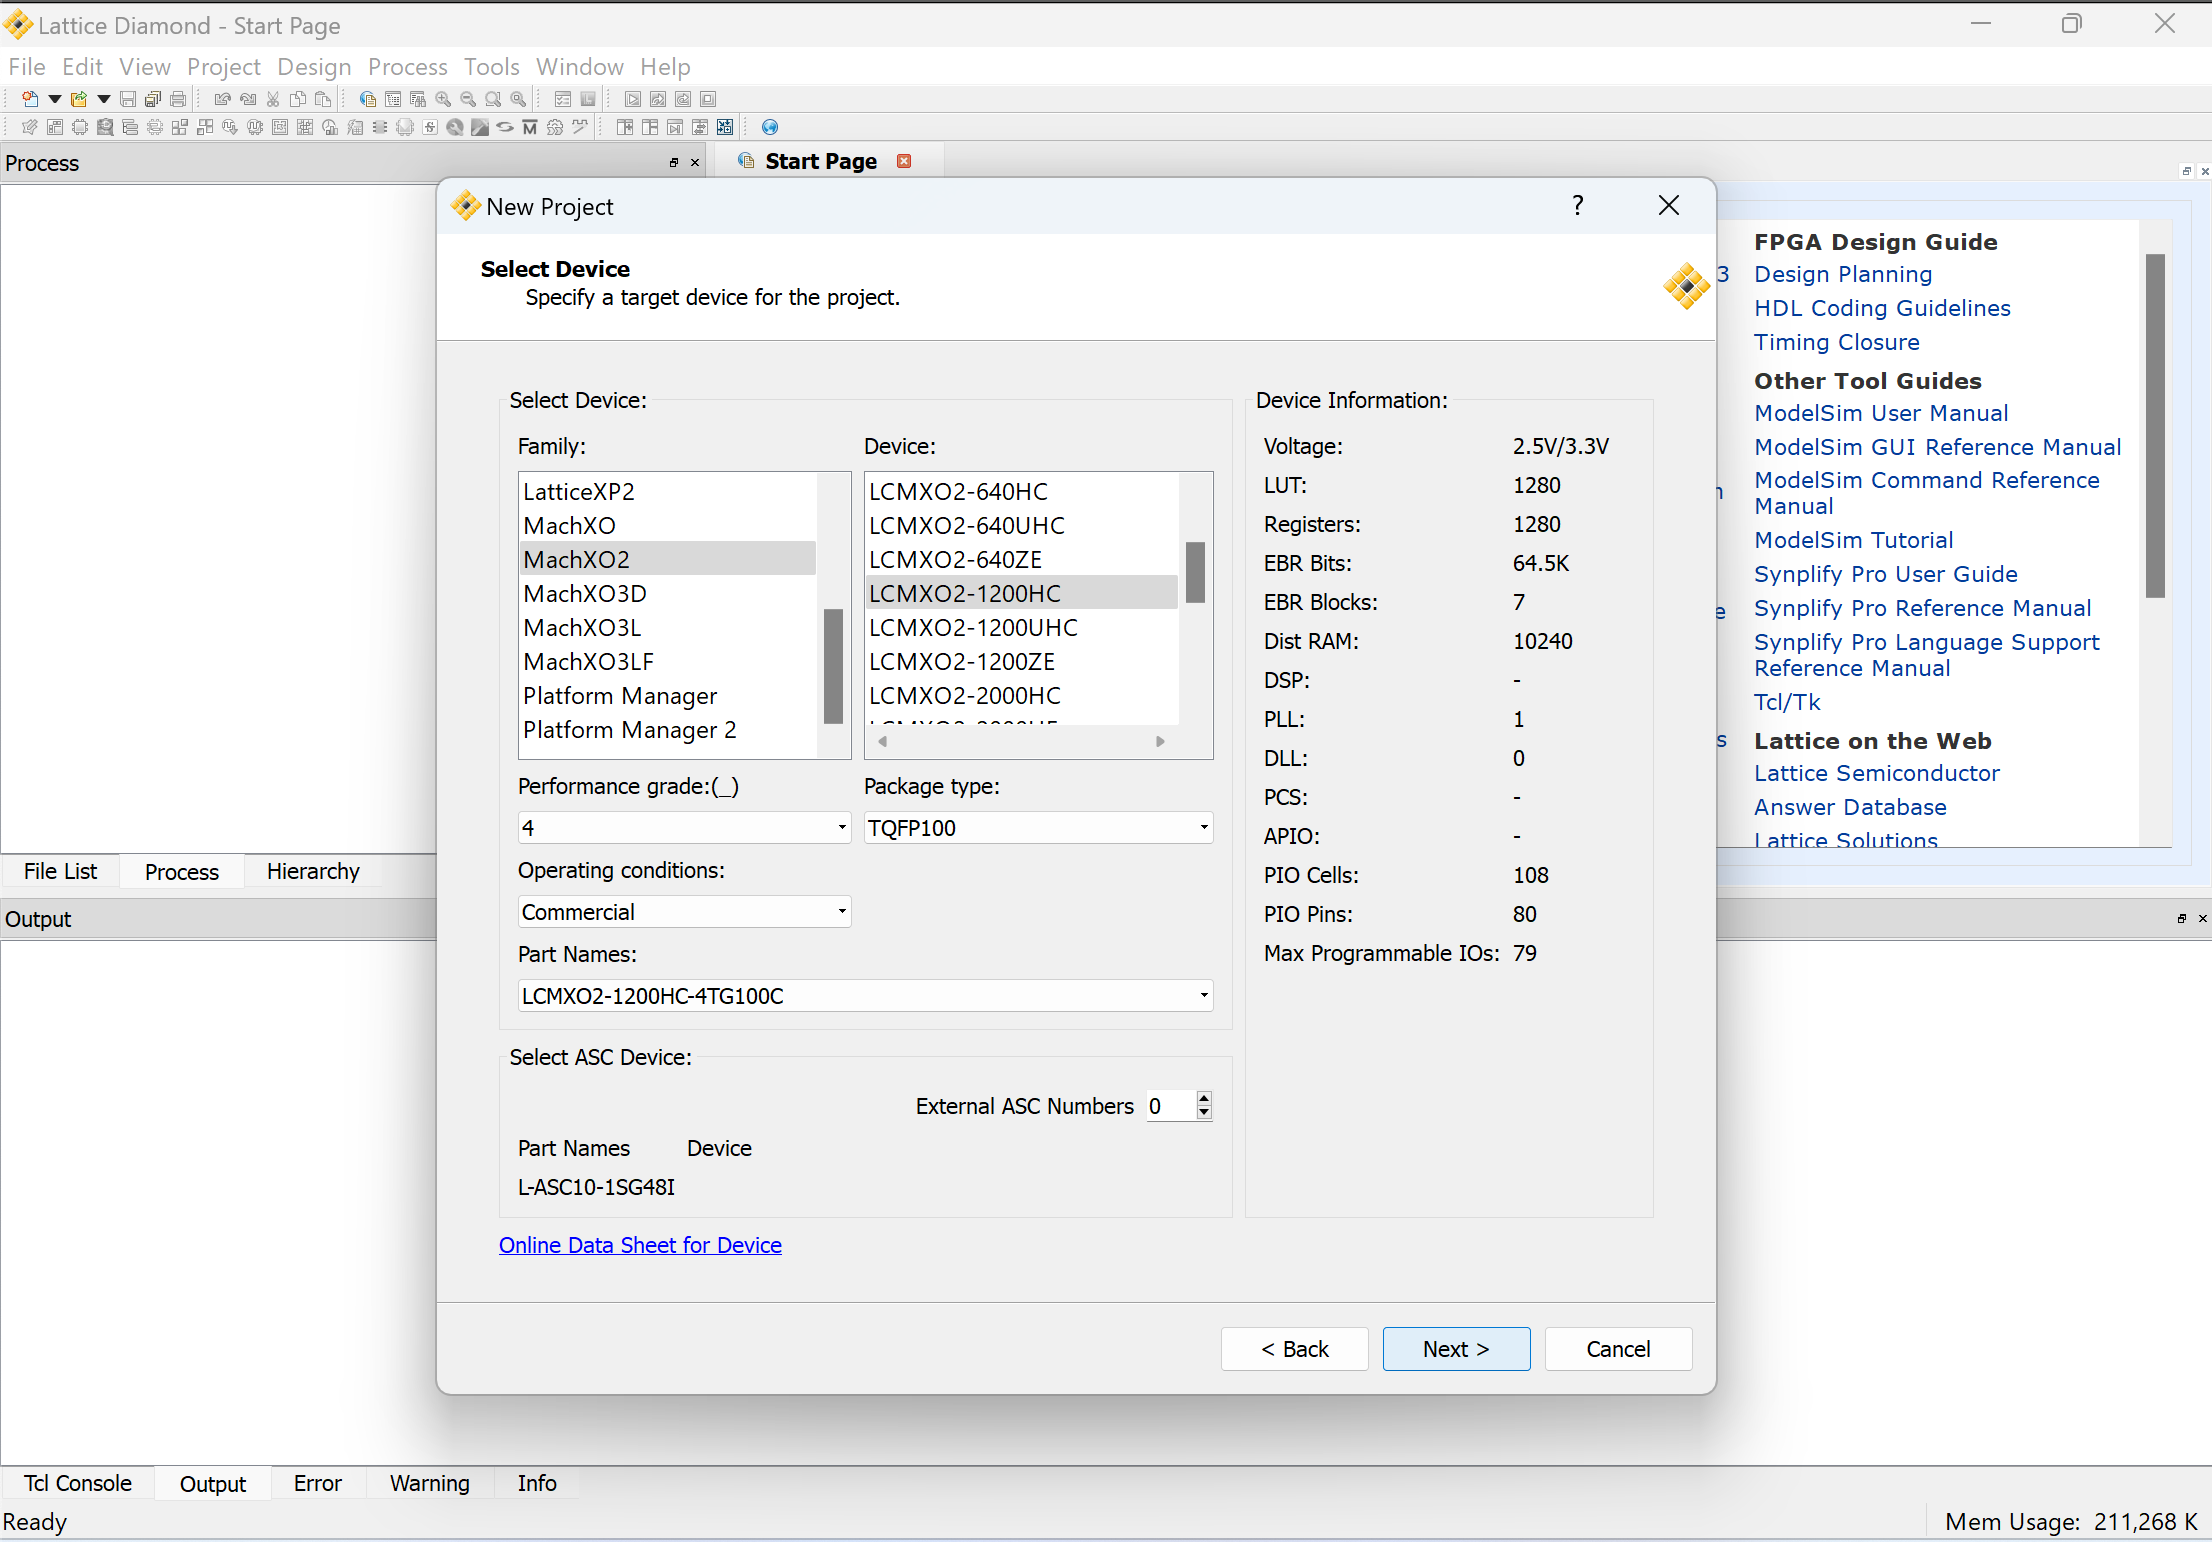 Lattice Diamond - Start Page
File Edit View Project Design Process Tools Window Help
Process
Start Page
New Project
?
Select Device
Specify a target device for the project.
Select Device:
Family:
LatticeXP2
MachXO
MachXO2
MachXO3D
MachXO3L
MachXO3LF
Platform Manager
Platform Manager 2
Device:
LCMXO2-640HC
LCMXO2-640UHC
LCMXO2-640ZE
LCMXO2-1200HC
LCMXO2-1200UHC
LCMXO2-1200ZE
LCMXO2-2000HC
Performance grade:(_)
4
Package type:
TQFP100
Operating conditions:
Commercial
Part Names:
LCMXO2-1200HC-4TG100C
Select ASC Device:
External ASC Numbers 0
Part Names Device
L-ASC10-1SG48I
Online Data Sheet for Device
Device Information:
Voltage: 2.5V/3.3V
LUT: 1280
Registers: 1280
EBR Bits: 64.5K
EBR Blocks: 7
Dist RAM: 10240
DSP: -
PLL: 1
DLL: 0
PCS: -
APIO: -
PIO Cells: 108
PIO Pins: 80
Max Programmable IOs: 79
< Back Next > Cancel
FPGA Design Guide
3 Design Planning
HDL Coding Guidelines
Timing Closure
Other Tool Guides
ModelSim User Manual
ModelSim GUI Reference Manual
ModelSim Command Reference
Manual
ModelSim Tutorial
Synplify Pro User Guide
Synplify Pro Reference Manual
Synplify Pro Language Support
Reference Manual
Tcl/Tk
Lattice on the Web
Lattice Semiconductor
Answer Database
Lattice Solutions
File List Process Hierarchy
Output
Tcl Console Output Error Warning Info
Ready
Mem Usage: 211,268 K